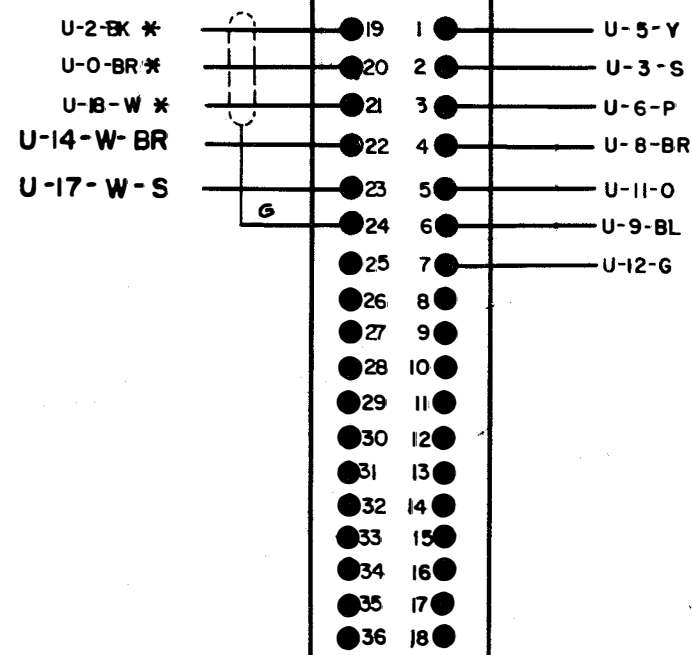 U-2-BK * 19 1 U-5-Y
U-0-BR * 20 2 U-3-S
U-18-W * 21 3 U-6-P
U-14-W-BR 22 4 U-8-BR
U-17-W-S 23 5 U-11-O
G 24 6 U-9-BL
25 7 U-12-G
26 8
27 9
28 10
29 11
30 12
31 13
32 14
33 15
34 16
35 17
36 18